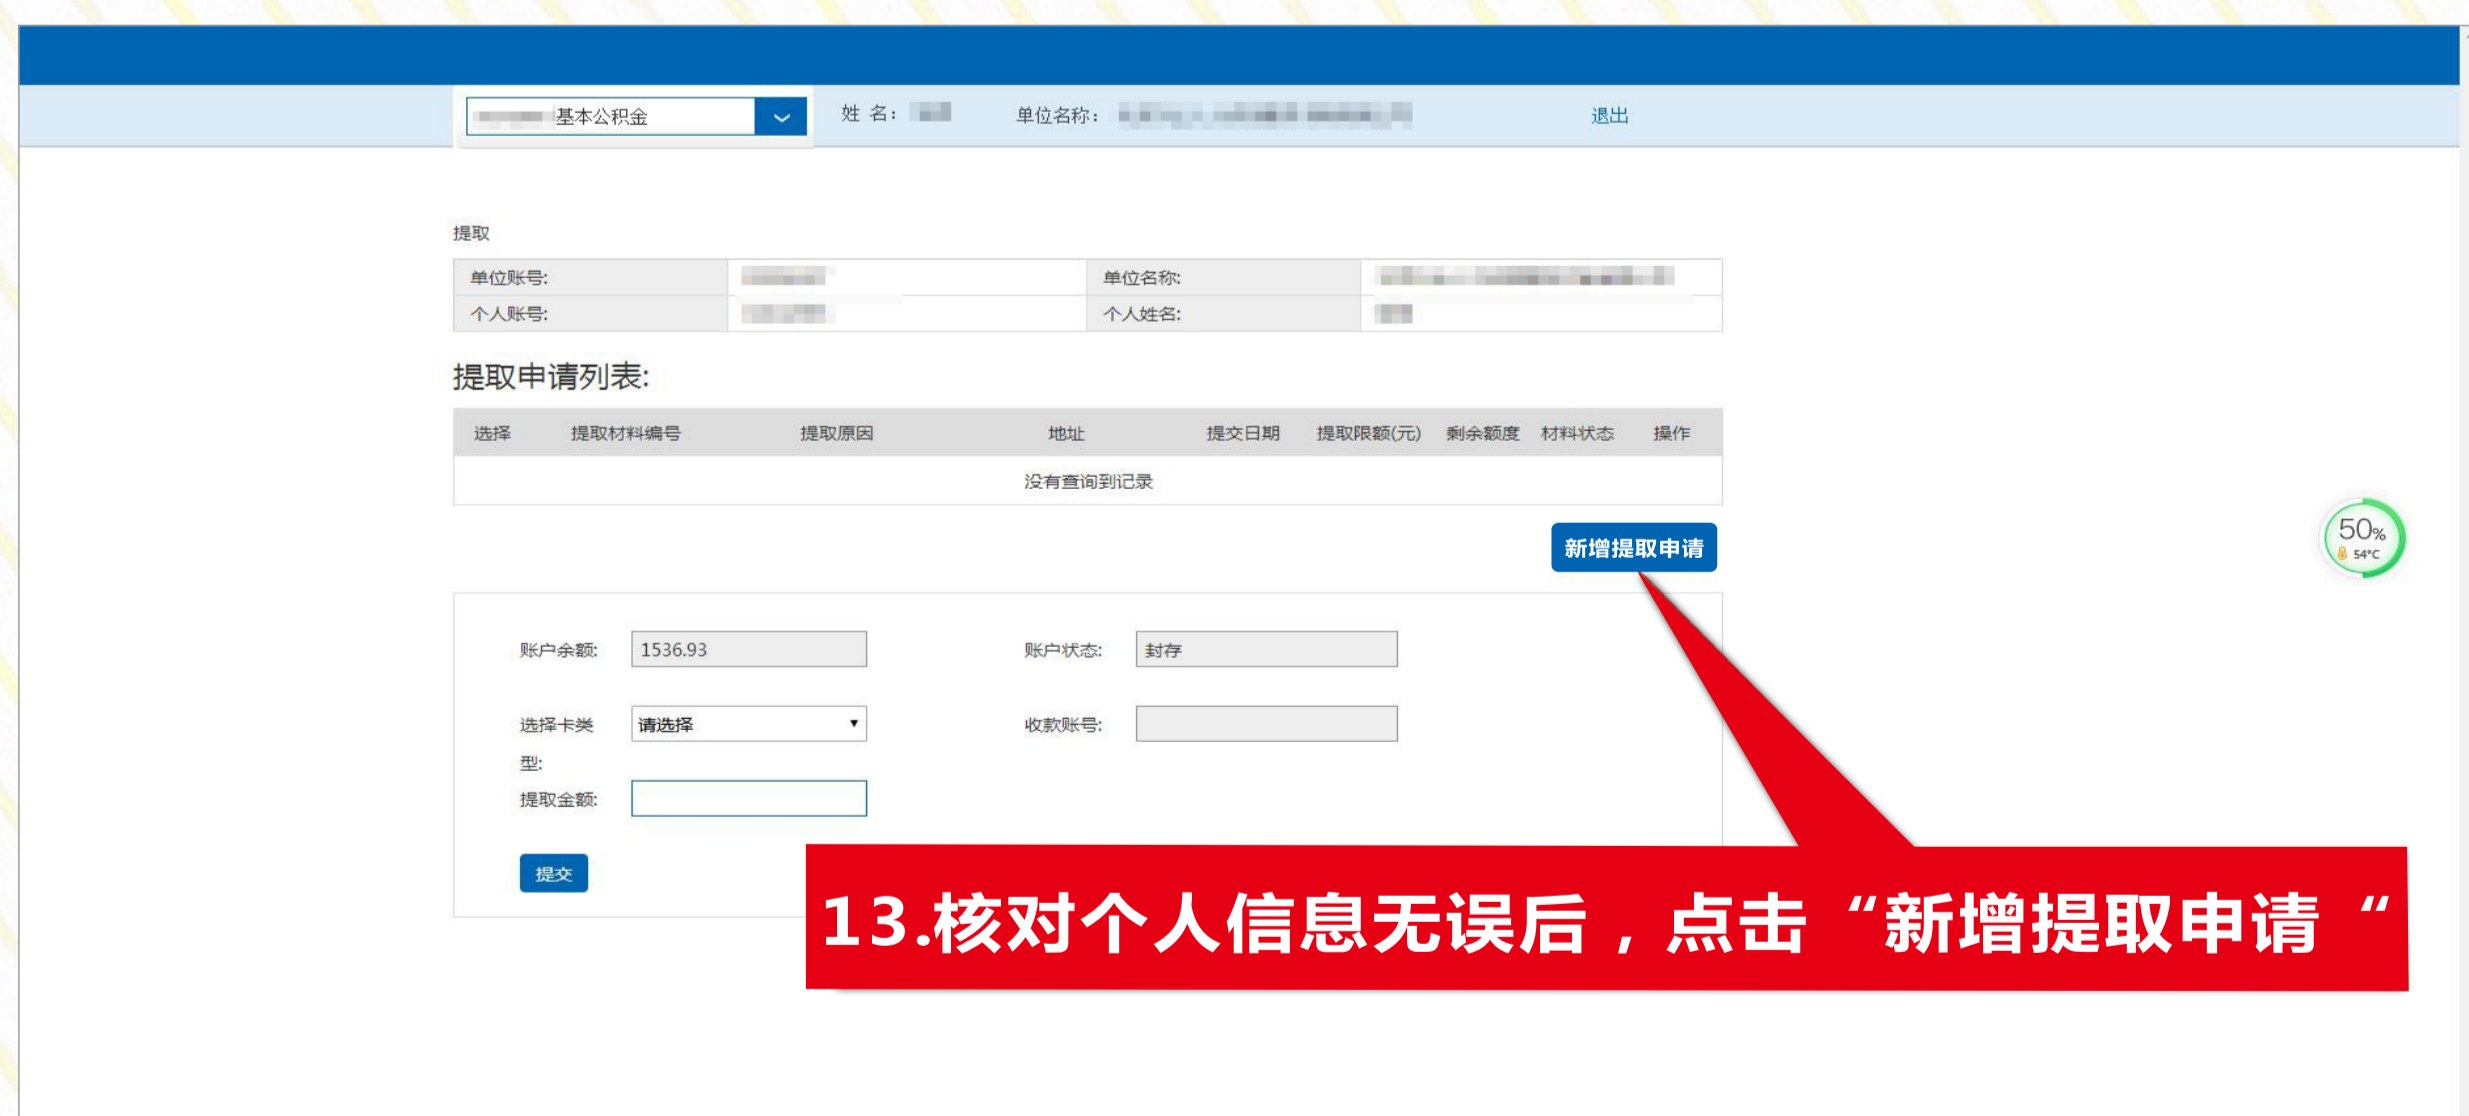 基本公积金
姓 名：
单位名称：
退出
提取
单位账号:
单位名称:
个人账号:
个人姓名:
提取申请列表:
选择 提取材料编号 提取原因 地址 提交日期 提取限额(元) 剩余额度 材料状态 操作
没有查询到记录
新增提取申请
50%
54°C
账户余额: 1536.93 账户状态: 封存
选择卡类型: 请选择 收款账号:
提取金额:
提交
13.核对个人信息无误后，点击“新增提取申请“